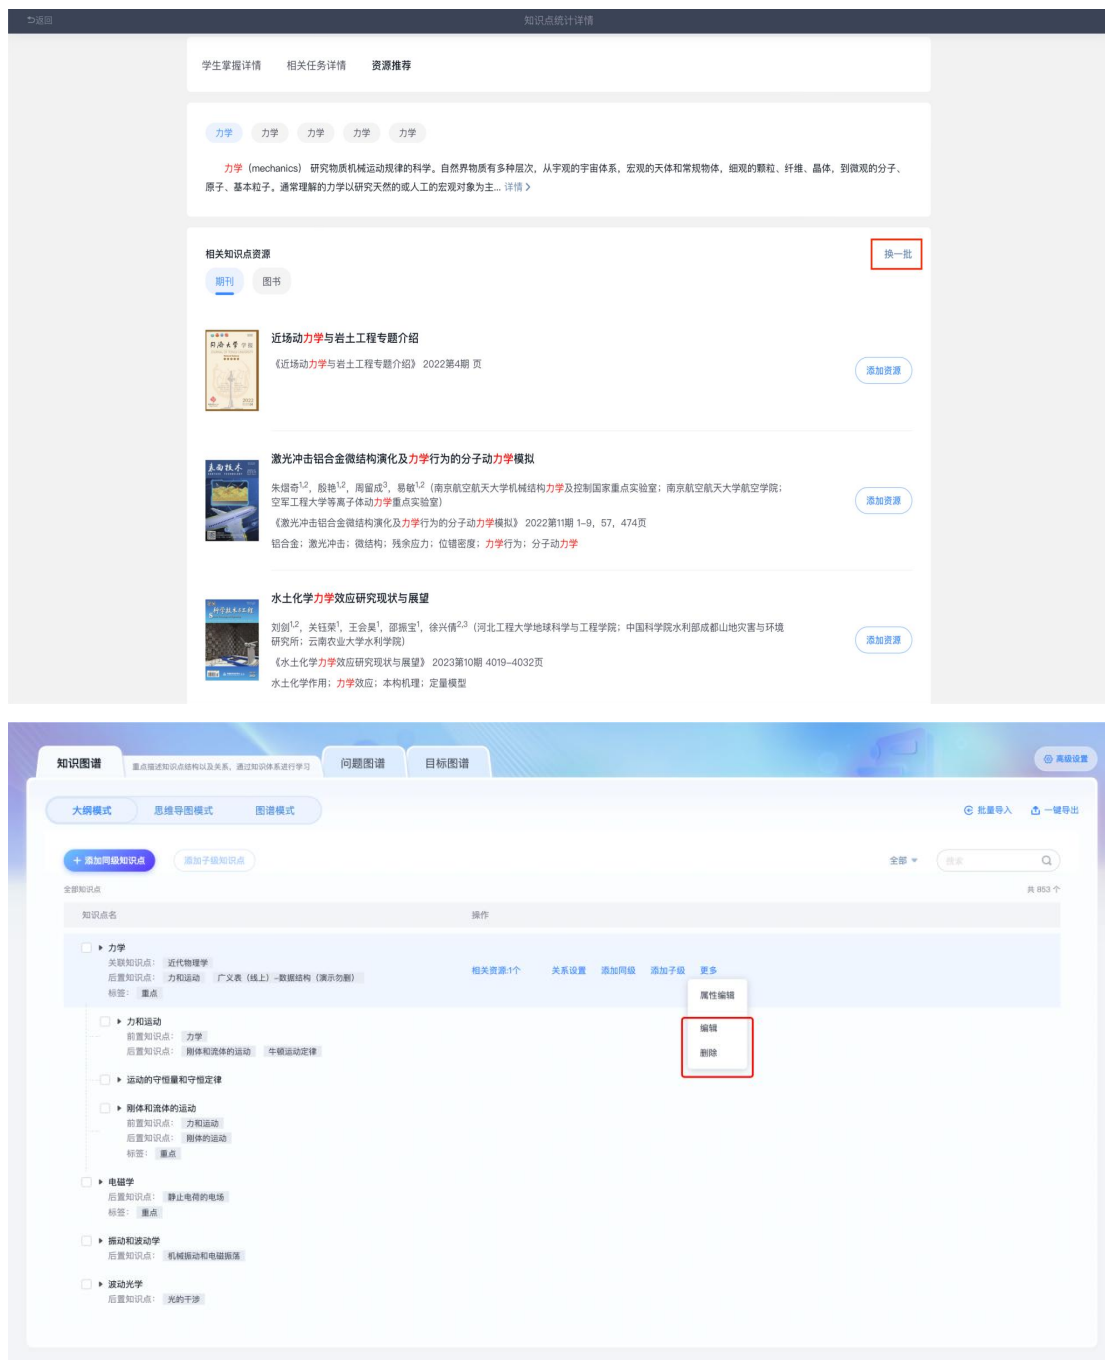 返回
知识点统计详情
学生掌握详情 相关任务详情 资源推荐
力学 力学 力学 力学 力学
力学（mechanics）研究物质机械运动规律的科学。自然界物质有多种层次，从宇观的宇宙体系，宏观的天体和常规物体，细观的颗粒、纤维、晶体，到微观的分子、
原子、基本粒子。通常理解的力学以研究天然的或人工的宏观对象为主... 详情 >
相关知识点资源
换一批
期刊 图书
近场动力学与岩土工程专题介绍
《近场动力学与岩土工程专题介绍》 2022第4期 页
添加资源
激光冲击铝合金微结构演化及力学行为的分子动力学模拟
朱熠奇1,2，殷艳1,2，周留成3，易敏1,2（南京航空航天大学机械结构力学及控制国家重点实验室；南京航空航天大学航空学院；
空军工程大学等离子体动力学重点实验室）
《激光冲击铝合金微结构演化及力学行为的分子动力学模拟》 2022第11期 1-9，57，474页
铝合金；激光冲击；微结构；残余应力；位错密度；力学行为；分子动力学
添加资源
表面技术
水土化学力学效应研究现状与展望
刘剑1,2，关钰荣1，王会昊1，邵振宝1，徐兴倩2,3（河北工程大学地球科学与工程学院；中国科学院水利部成都山地灾害与环境
研究所；云南农业大学水利学院）
《水土化学力学效应研究现状与展望》 2023第10期 4019-4032页
水土化学作用；力学效应；本构机理；定量模型
添加资源
科学技术与工程
知识图谱 重点描述知识点结构以及关系，通过知识体系进行学习 问题图谱 目标图谱
高级设置
大纲模式 思维导图模式 图谱模式
批量导入 一键导出
+ 添加同级知识点 添加子级知识点
全部 搜索
全部知识点
共 853 个
知识点名 操作
力学
关联知识点： 近代物理学
后置知识点： 力和运动 广义表（线上）-数据结构（演示勿删）
标签： 重点
相关资源:1个 关系设置 添加同级 添加子级 更多
属性编辑
编辑
删除
力和运动
前置知识点： 力学
后置知识点： 刚体和流体的运动 牛顿运动定律
运动的守恒量和守恒定律
刚体和流体的运动
前置知识点： 力和运动
后置知识点： 刚体的运动
标签： 重点
电磁学
后置知识点： 静止电荷的电场
标签： 重点
振动和波动学
后置知识点： 机械振动和电磁振荡
波动光学
后置知识点： 光的干涉